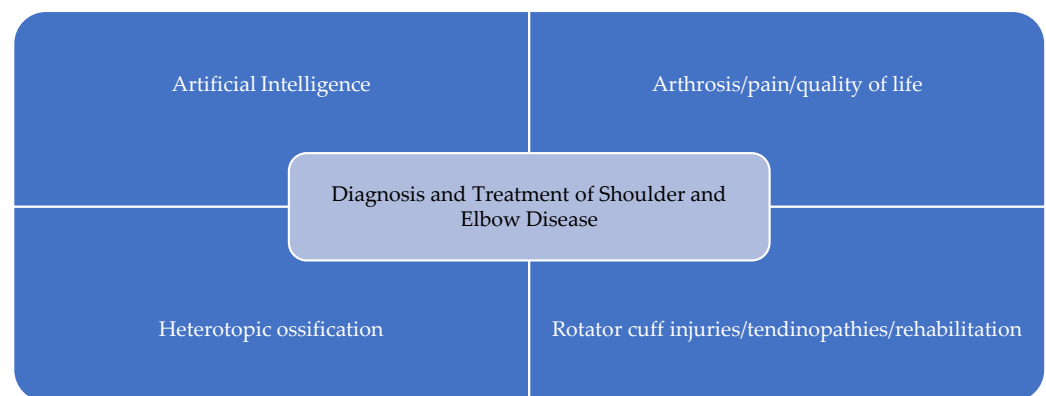 Artificial Intelligence
Arthrosis/pain/quality of life
Diagnosis and Treatment of Shoulder and
Elbow Disease
Heterotopic ossification
Rotator cuff injuries/tendinopathies/rehabilitation